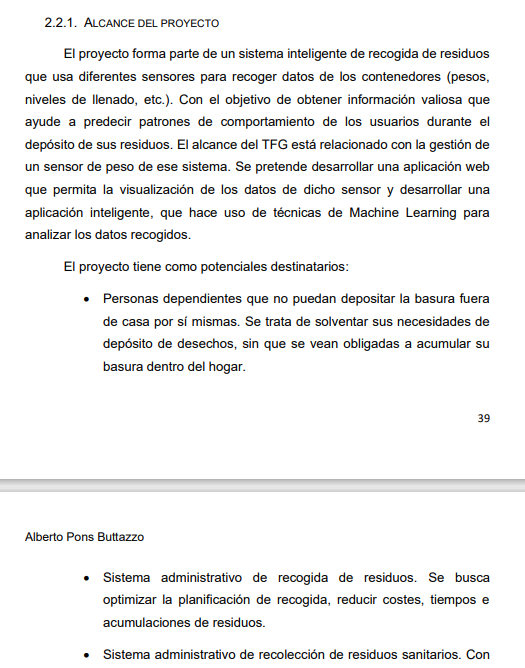 2.2.1. ALCANCE DEL PROYECTO
El proyecto forma parte de un sistema inteligente de recogida de residuos
que usa diferentes sensores para recoger datos de los contenedores (pesos,
niveles de llenado, etc.). Con el objetivo de obtener información valiosa que
ayude a predecir patrones de comportamiento de los usuarios durante el
depósito de sus residuos. El alcance del TFG está relacionado con la gestión de
un sensor de peso de ese sistema. Se pretende desarrollar una aplicación web
que permita la visualización de los datos de dicho sensor y desarrollar una
aplicación inteligente, que hace uso de técnicas de Machine Learning para
analizar los datos recogidos.
El proyecto tiene como potenciales destinatarios:
• Personas dependientes que no puedan depositar la basura fuera
de casa por sí mismas. Se trata de solventar sus necesidades de
depósito de desechos, sin que se vean obligadas a acumular su
basura dentro del hogar.
39
Alberto Pons Buttazzo
• Sistema administrativo de recogida de residuos. Se busca
optimizar la planificación de recogida, reducir costes, tiempos e
acumulaciones de residuos.
• Sistema administrativo de recolección de residuos sanitarios. Con